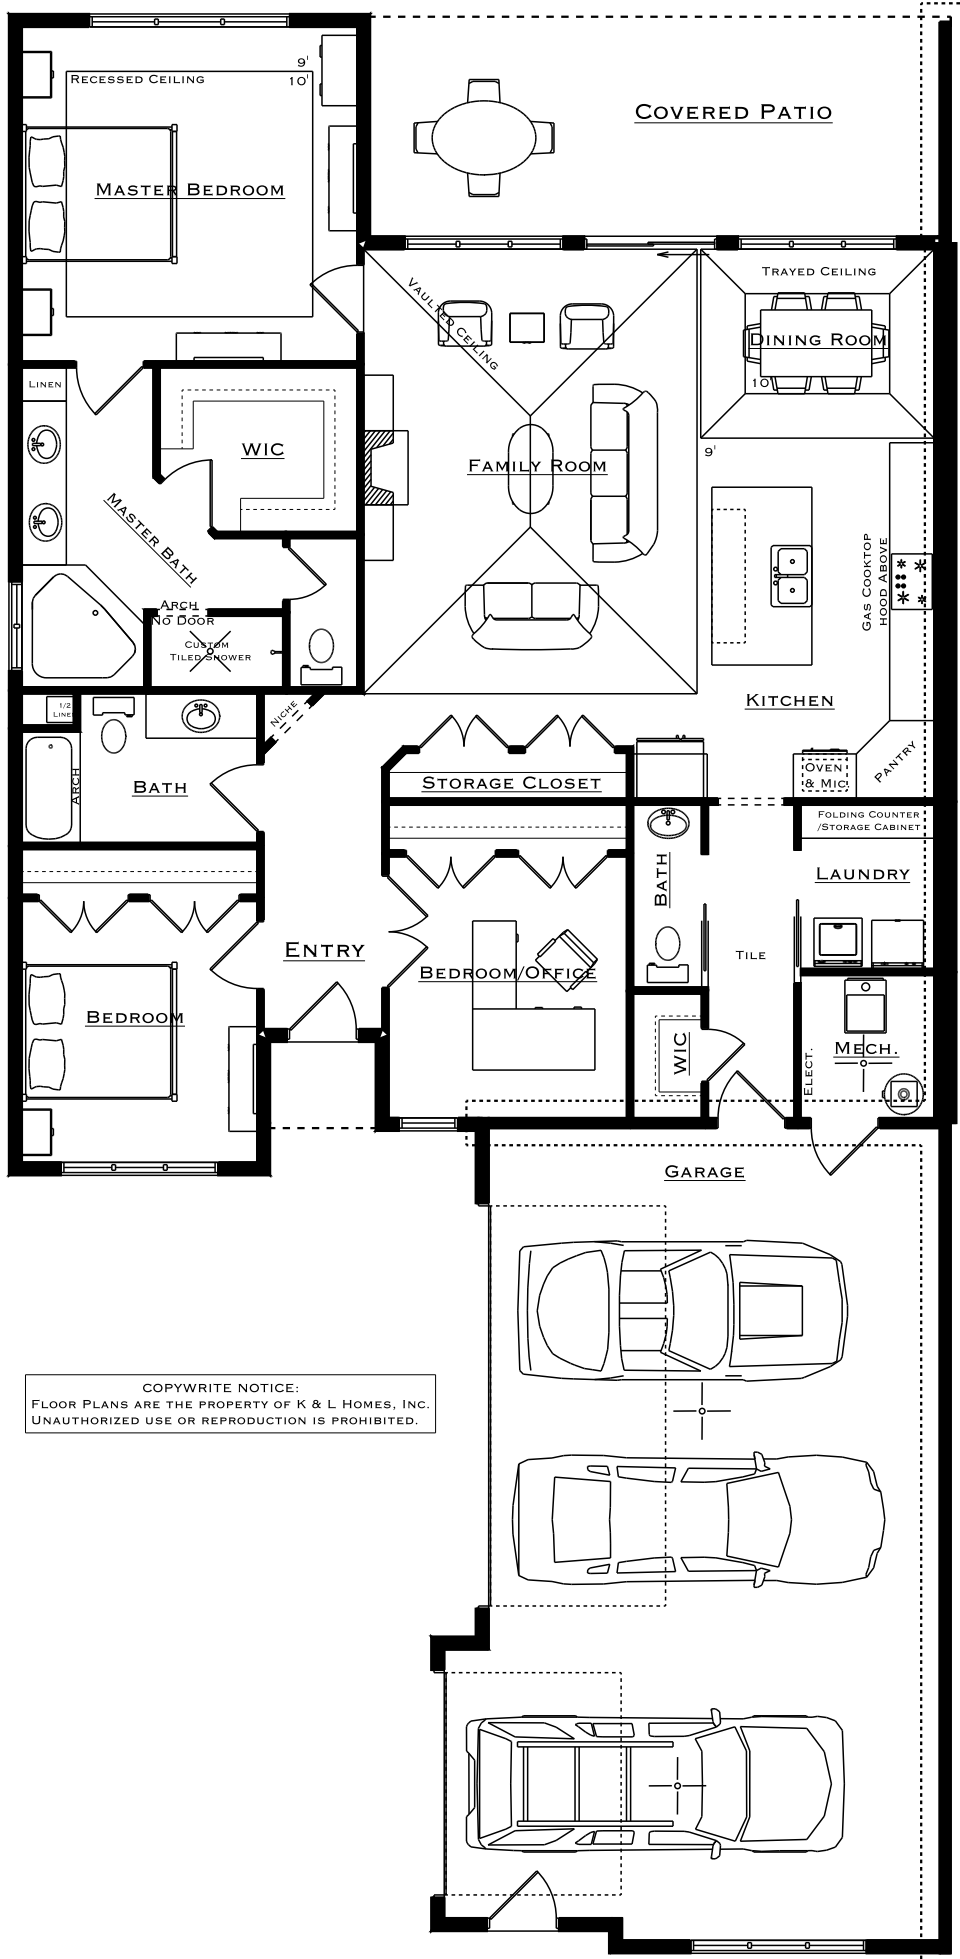 9'
Recessed Ceiling
10'
Covered Patio
Master Bedroom
Trayed Ceiling
Vaulted Ceiling
Dining Room
10'
Linen
WIC
9'
Family Room
Master Bath
Gas Cooktop
Hood Above
Arch
No Door
Custom
Tiled Shower
Kitchen
Niche
1/2
Linen
Pantry
Oven
& Mic.
Storage Closet
Arch
Bath
Folding Counter
/Storage Cabinet
Bath
Laundry
Entry
Tile
Bedroom/Office
Bedroom
WIC
Mech.
Elect.
Garage
COPYWRITE NOTICE:
Floor Plans are the property of K & L Homes, Inc.
Unauthorized use or reproduction is prohibited.